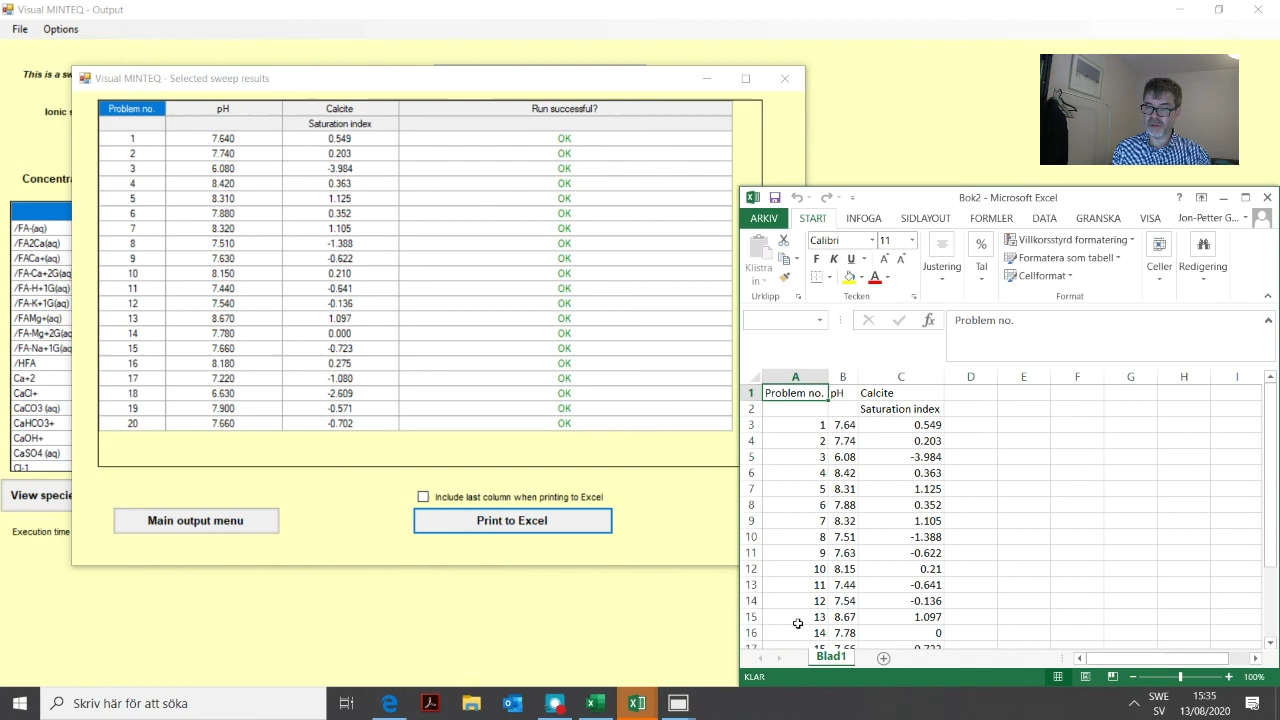 Visual MINTEQ - Output
File Options
This is a sw
Ionic s
Concentra
/FA-(aq)
/FA2Ca(aq)
/FACa+(aq)
/FA-Ca+2G(aq
/FA-H+1G(aq)
/FA-K+1G(aq)
/FAMg+(aq)
/FA-Mg+2G(aq
/FA-Na+1G(aq
/HFA
Ca+2
CaCl+
CaCO3 (aq)
CaHCO3+
CaOH+
CaSO4 (aq)
Cl-1
View specie
Execution time
Visual MINTEQ - Selected sweep results
Problem no. pH Calcite Run successful?
Saturation index
1 7.640 0.549 OK
2 7.740 0.203 OK
3 6.080 -3.984 OK
4 8.420 0.363 OK
5 8.310 1.125 OK
6 7.880 0.352 OK
7 8.320 1.105 OK
8 7.510 -1.388 OK
9 7.630 -0.622 OK
10 8.150 0.210 OK
11 7.440 -0.641 OK
12 7.540 -0.136 OK
13 8.670 1.097 OK
14 7.780 0.000 OK
15 7.660 -0.723 OK
16 8.180 0.275 OK
17 7.220 -1.080 OK
18 6.630 -2.609 OK
19 7.900 -0.571 OK
20 7.660 -0.702 OK
Include last column when printing to Excel
Main output menu Print to Excel
Bok2 - Microsoft Excel
ARKIV START INFOGA SIDLAYOUT FORMLER DATA GRANSKA VISA Jon-Petter G...
Calibri 11
Klistra in
F K U A A
A
Justering Tal
Villkorsstyrd formatering
Formatera som tabell
Cellformat
Celler Redigering
Urklipp Tecken Format
fx Problem no.
A B C D E F G H I
1 Problem no. pH Calcite
2 Saturation index
3 1 7.64 0.549
4 2 7.74 0.203
5 3 6.08 -3.984
6 4 8.42 0.363
7 5 8.31 1.125
8 6 7.88 0.352
9 7 8.32 1.105
10 8 7.51 -1.388
11 9 7.63 -0.622
12 10 8.15 0.21
13 11 7.44 -0.641
14 12 7.54 -0.136
15 13 8.67 1.097
16 14 7.78 0
17 15 7.66 -0.723
Blad1
KLAR 100%
Skriv här för att söka
SWE 15:35
SV 13/08/2020